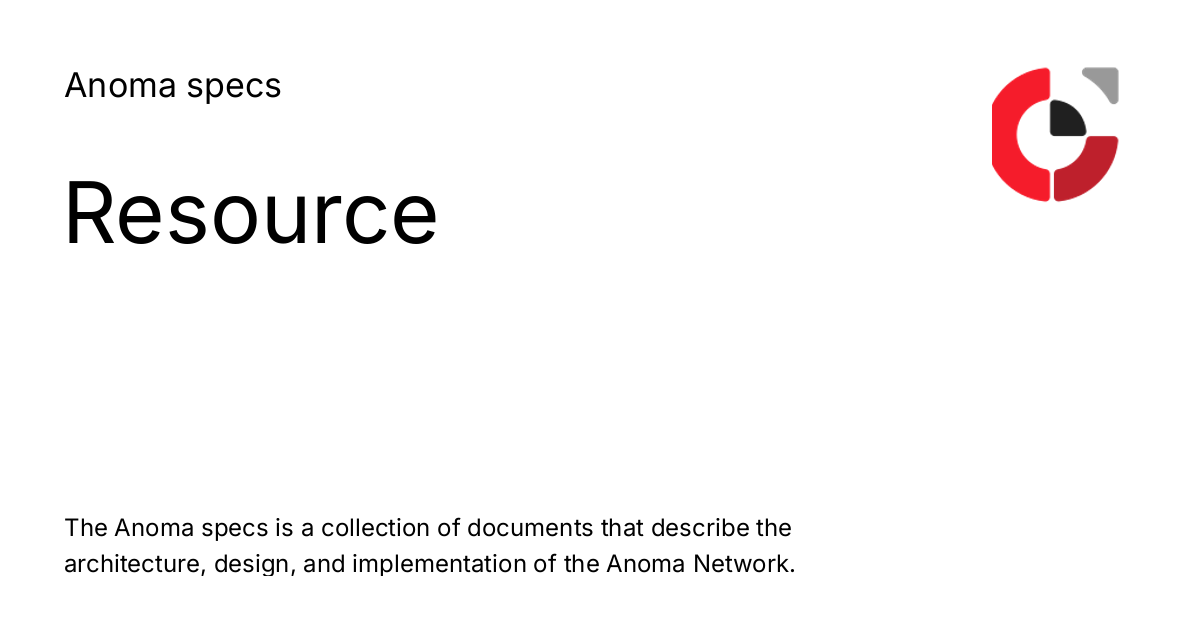 Anoma specs
Resource
The Anoma specs is a collection of documents that describe the
architecture, design, and implementation of the Anoma Network.